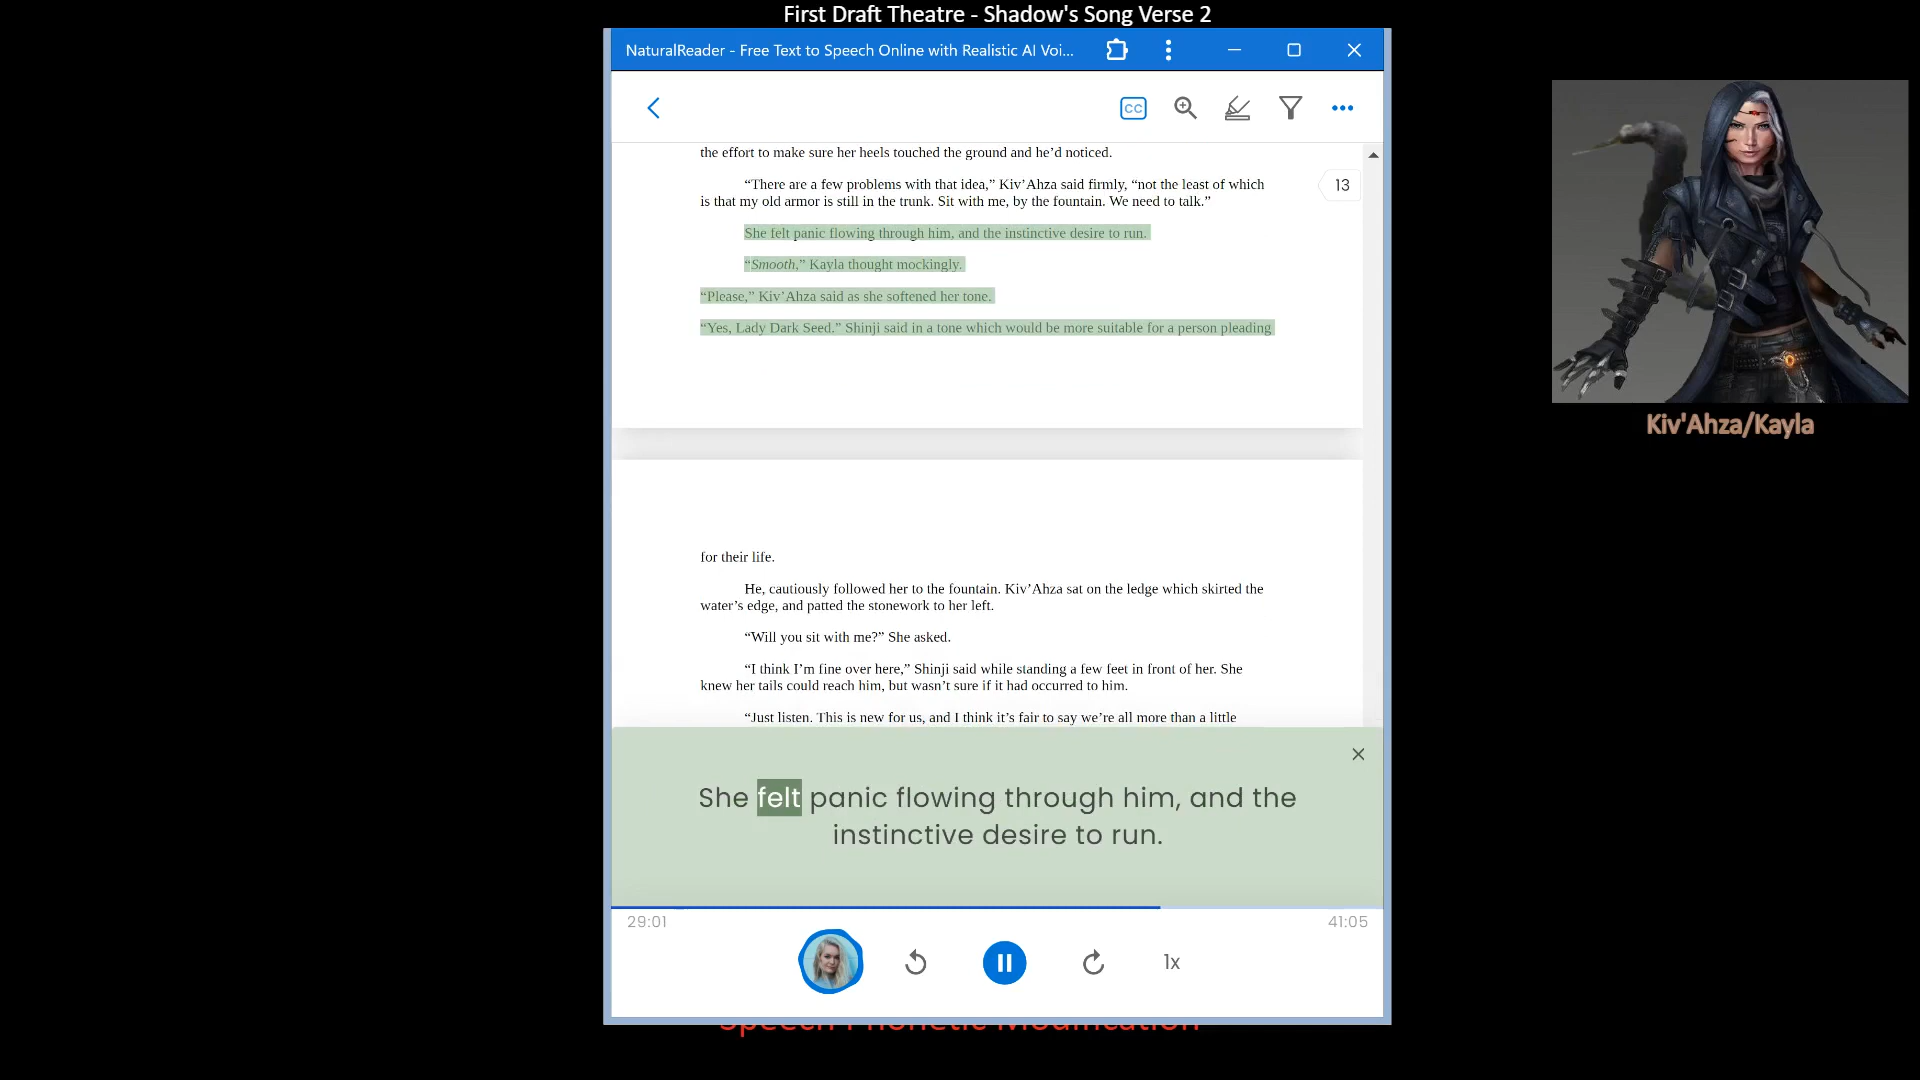 First Draft Theatre - Shadow's Song Verse 2
NaturalReader - Free Text to Speech Online with Realistic AI Voi...
CC
the effort to make sure her heels touched the ground and he’d noticed.
“There are a few problems with that idea,” Kiv’Ahza said firmly, “not the least of which
is that my old armor is still in the trunk. Sit with me, by the fountain. We need to talk.”
13
She felt panic flowing through him, and the instinctive desire to run.
“Smooth,” Kayla thought mockingly.
“Please,” Kiv’Ahza said as she softened her tone.
“Yes, Lady Dark Seed.” Shinji said in a tone which would be more suitable for a person pleading
for their life.
He, cautiously followed her to the fountain. Kiv’Ahza sat on the ledge which skirted the
water’s edge, and patted the stonework to her left.
“Will you sit with me?” She asked.
“I think I’m fine over here,” Shinji said while standing a few feet in front of her. She
knew her tails could reach him, but wasn’t sure if it had occurred to him.
“Just listen. This is new for us, and I think it’s fair to say we’re all more than a little
She felt panic flowing through him, and the
instinctive desire to run.
29:01
41:05
1x
Speech Phonetic Modification
Kiv'Ahza/Kayla